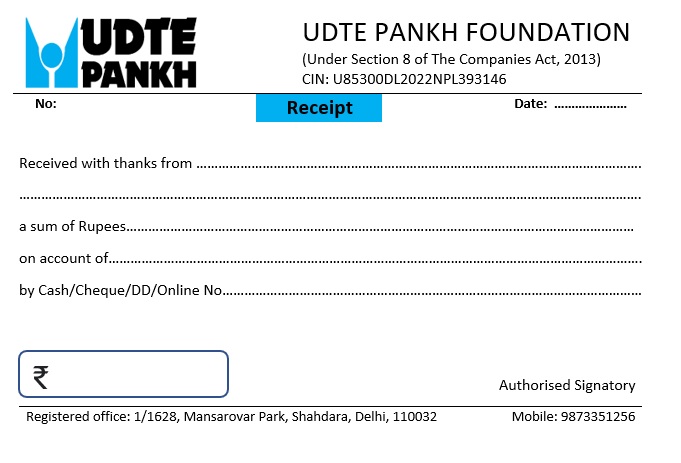 UDTE
PANKH
UDTE PANKH FOUNDATION
(Under Section 8 of The Companies Act, 2013)
CIN: U85300DL2022NPL393146
No: Receipt Date: .....................
Received with thanks from ..............................................................................................................
..........................................................................................................................................................
a sum of Rupees..............................................................................................................................
on account of....................................................................................................................................
by Cash/Cheque/DD/Online No........................................................................................................
₹
Authorised Signatory
Registered office: 1/1628, Mansarovar Park, Shahdara, Delhi, 110032 Mobile: 9873351256